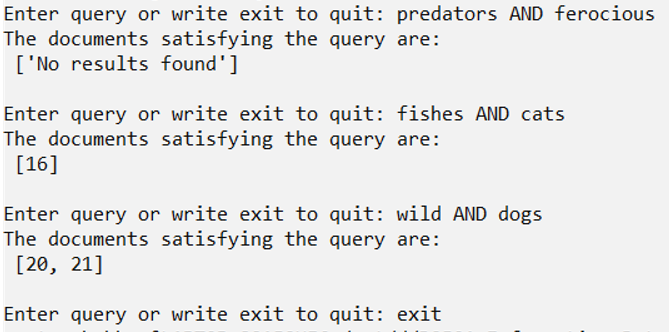 Enter query or write exit to quit: predators AND ferocious
The documents satisfying the query are:
['No results found']
Enter query or write exit to quit: fishes AND cats
The documents satisfying the query are:
[16]
Enter query or write exit to quit: wild AND dogs
The documents satisfying the query are:
[20, 21]
Enter query or write exit to quit: exit